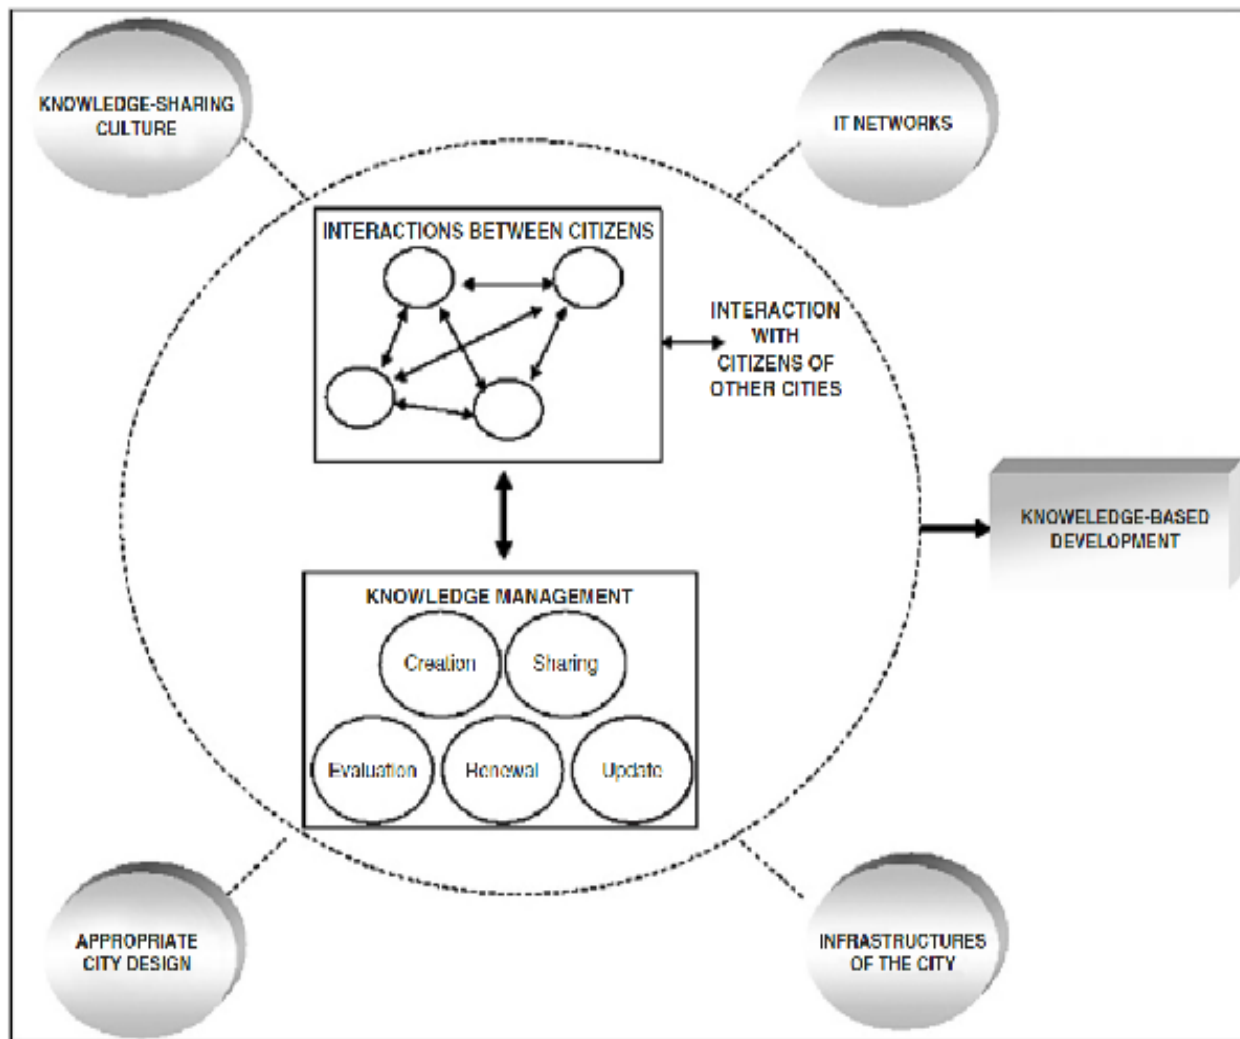 KNOWLEDGE-SHARING
CULTURE
IT NETWORKS
INTERACTIONS BETWEEN CITIZENS
INTERACTION
WITH
CITIZENS OF
OTHER CITIES
KNOWELEDGE-BASED
DEVELOPMENT
KNOWLEDGE MANAGEMENT
Creation
Sharing
Evaluation
Renewal
Update
APPROPRIATE
CITY DESIGN
INFRASTRUCTURES
OF THE CITY